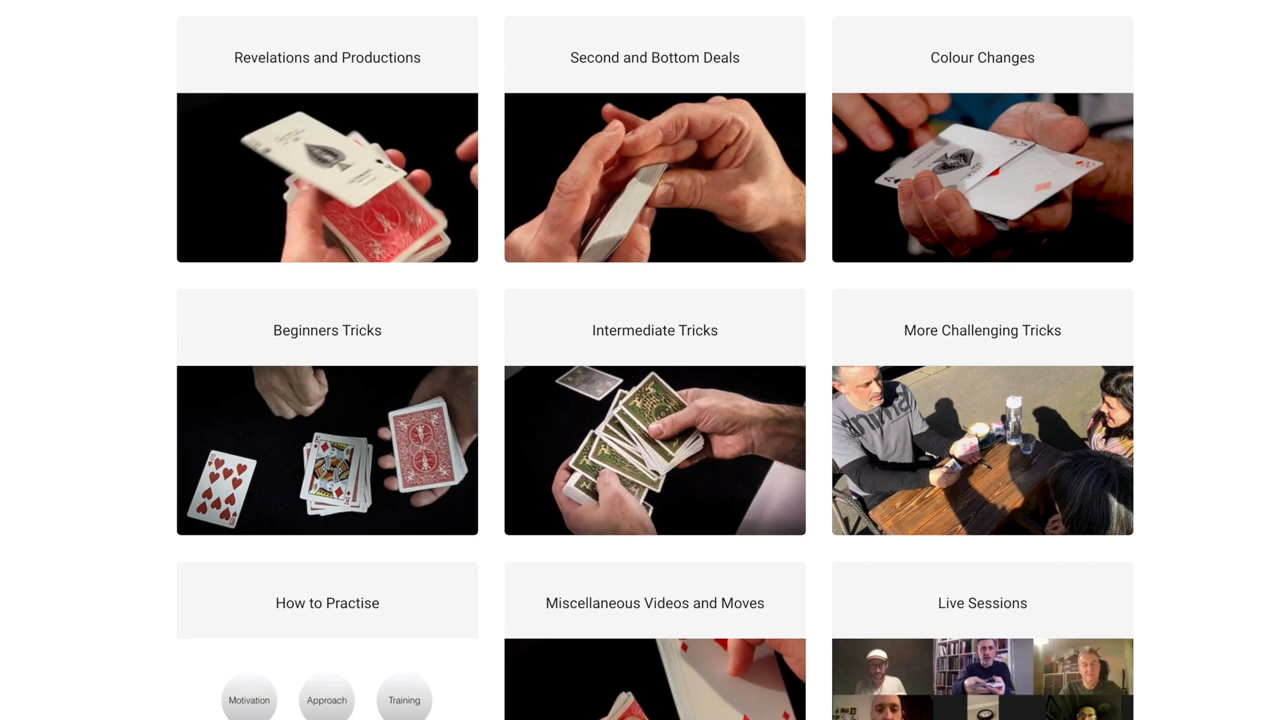 Revelations and Productions
Second and Bottom Deals
Colour Changes
Beginners Tricks
Intermediate Tricks
More Challenging Tricks
animal
How to Practise
Miscellaneous Videos and Moves
Live Sessions
Motivation
Approach
Training